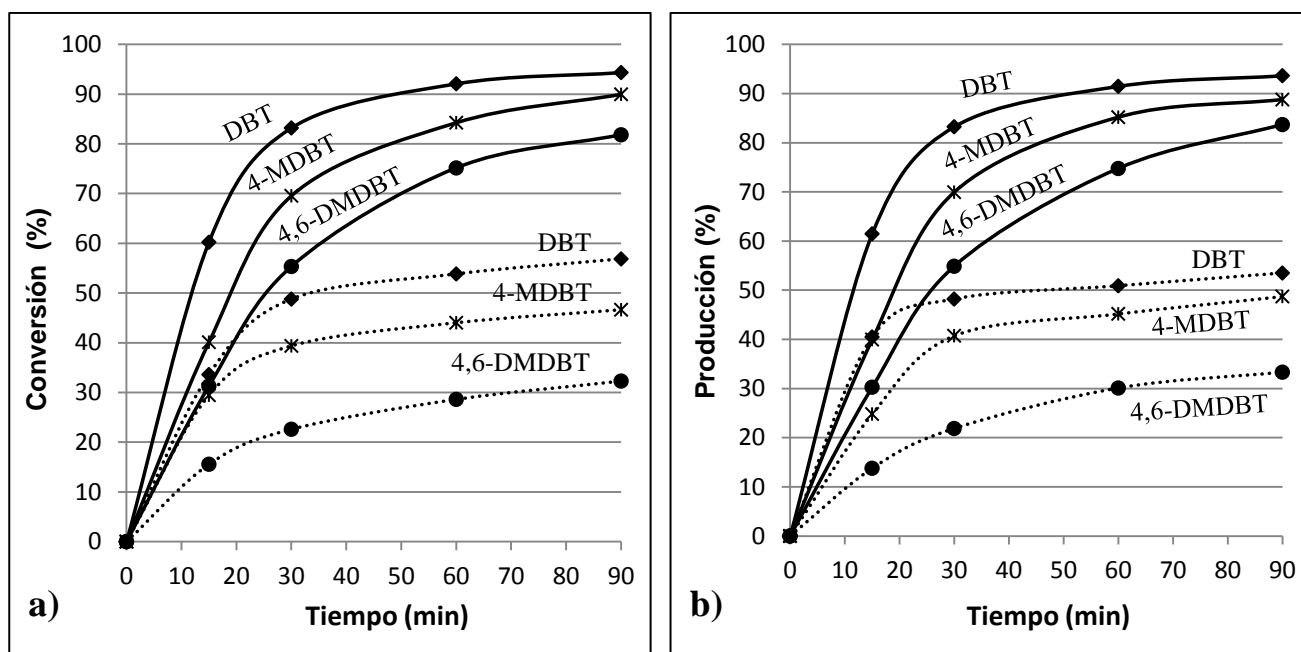 100
90
80
70
60
50
40
30
20
10
0
Conversión (%)
DBT
4-MDBT
4,6-DMDBT
DBT
4-MDBT
4,6-DMDBT
0 10 20 30 40 50 60 70 80 90
Tiempo (min)
a)
100
90
80
70
60
50
40
30
20
10
0
Producción (%)
DBT
4-MDBT
4,6-DMDBT
DBT
4-MDBT
4,6-DMDBT
0 10 20 30 40 50 60 70 80 90
Tiempo (min)
b)